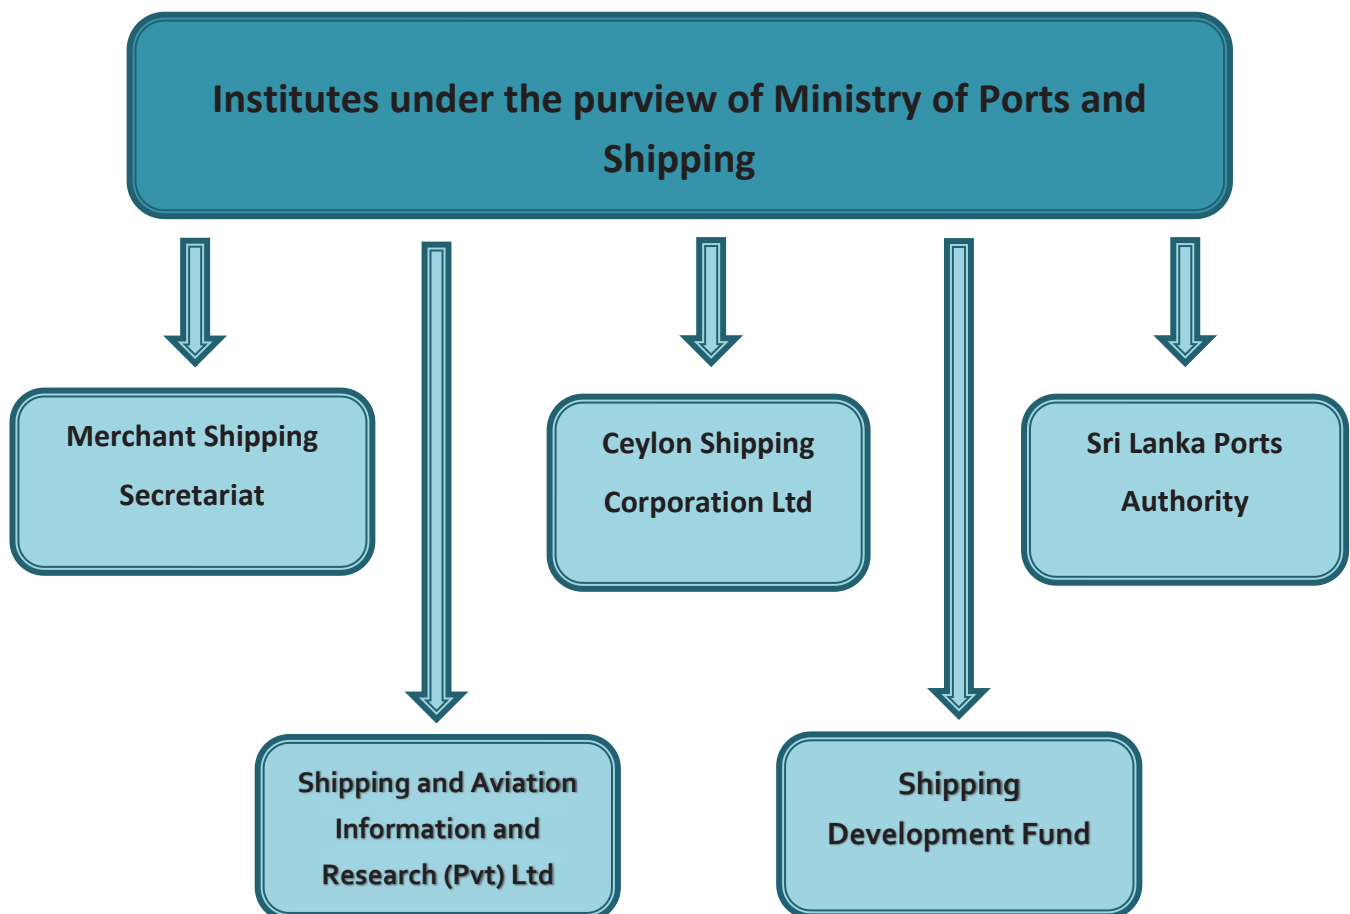 Institutes under the purview of Ministry of Ports and
Shipping
Merchant Shipping
Secretariat
Ceylon Shipping
Corporation Ltd
Sri Lanka Ports
Authority
Shipping and Aviation
Information and
Research (Pvt) Ltd
Shipping
Development Fund